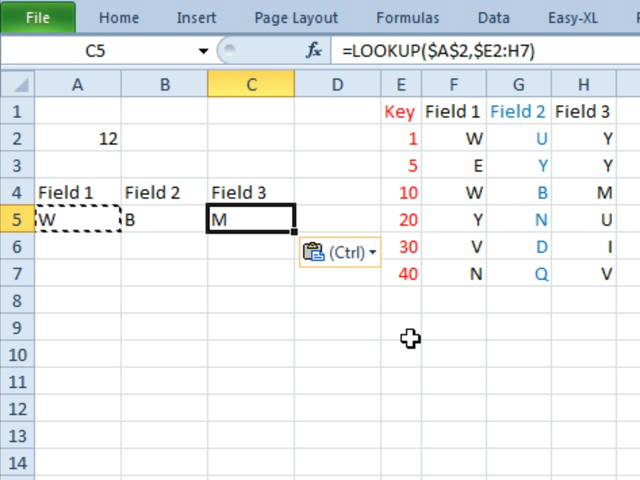 File Home Insert Page Layout Formulas Data Easy-XL
C5 fx =LOOKUP($A$2,$E2:H7)
A B C D E F G H
1 Key Field 1 Field 2 Field 3
2 12 1 W U Y
3 5 E Y Y
4 Field 1 Field 2 Field 3 10 W B M
5 W B M 20 Y N U
6 (Ctrl) 30 V D I
7 40 N Q V
8
9
10
11
12
13
14